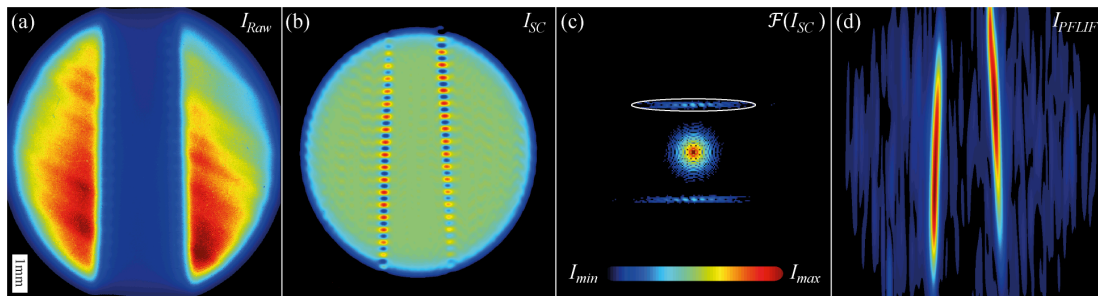 (a) I_Raw
1mm
(b) I_SC
(c) ℱ(I_SC)
I_min I_max
(d) I_PFLIF